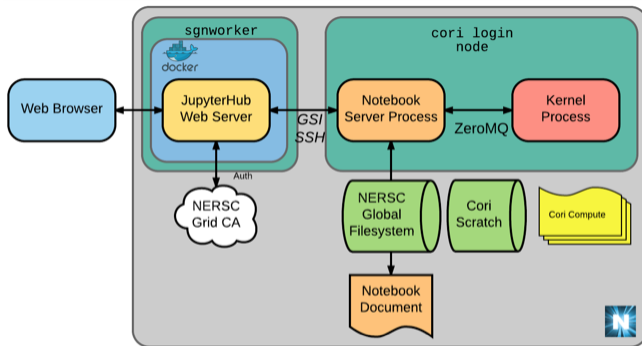 sgnworker
cori login
node
docker
Web Browser
JupyterHub
Web Server
GSI
SSH
Notebook
Server Process
ZeroMQ
Kernel
Process
Auth
NERSC
Grid CA
NERSC
Global
Filesystem
Cori
Scratch
Cori Compute
Notebook
Document
N